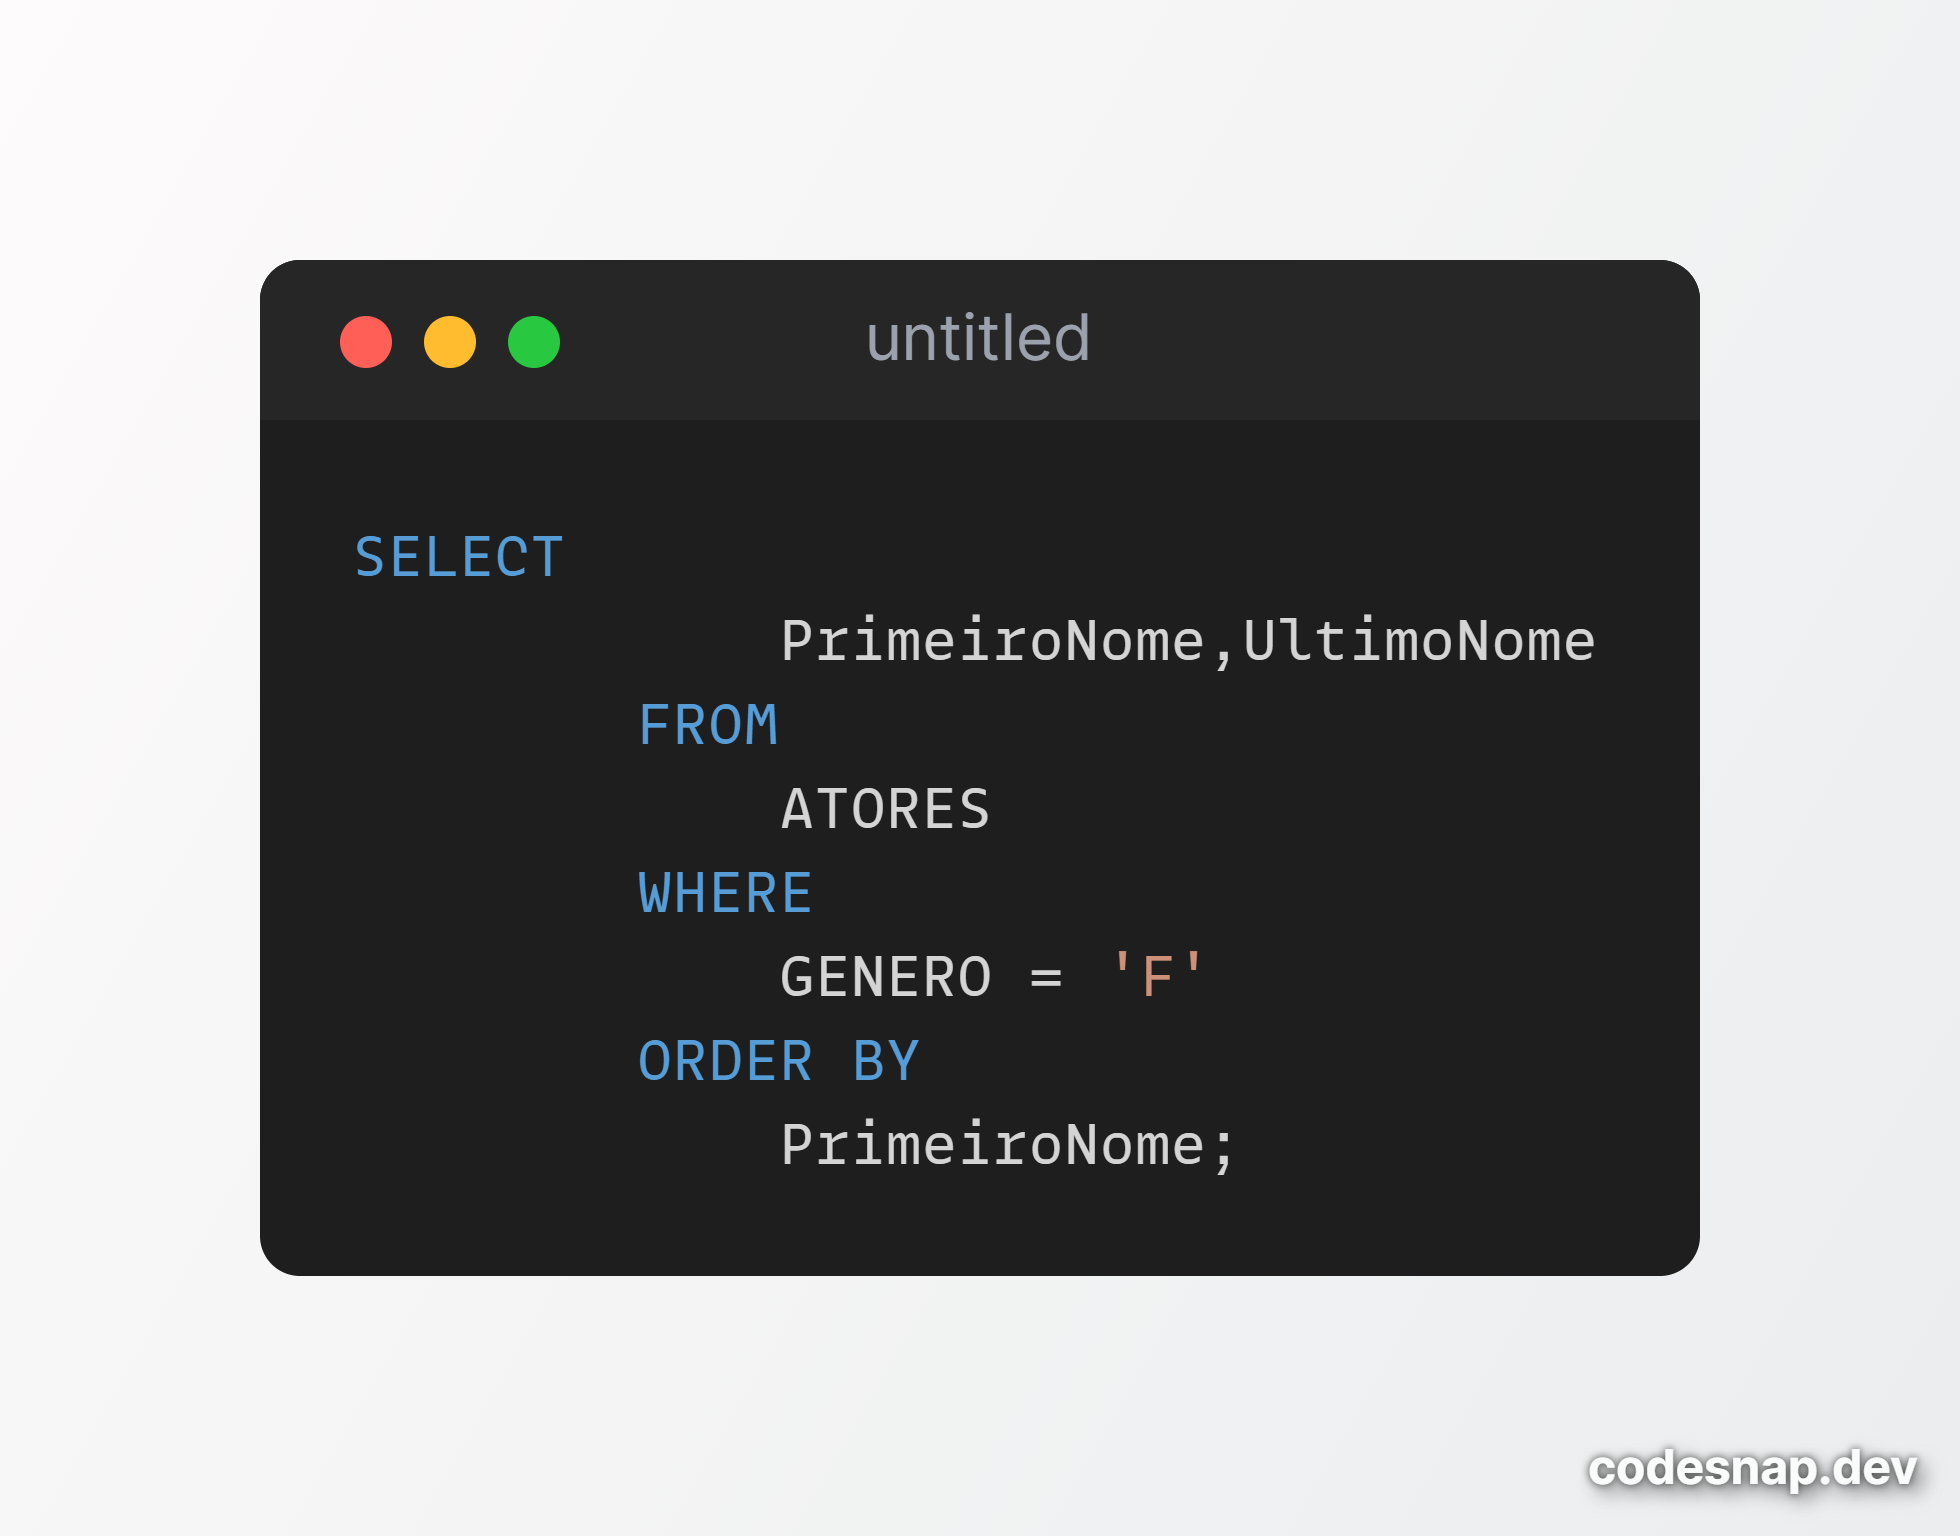 untitled
SELECT
PrimeiroNome,UltimoNome
FROM
ATORES
WHERE
GENERO = 'F'
ORDER BY
PrimeiroNome;
codesnap.dev